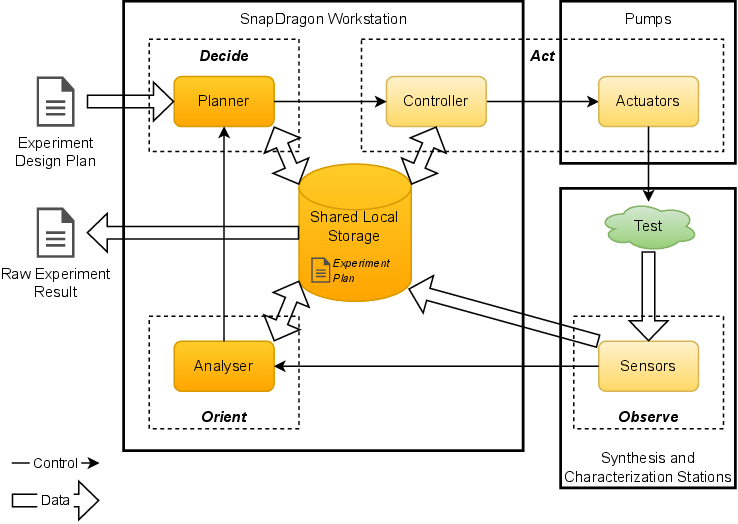 SnapDragon Workstation
Pumps
Decide
Act
Planner
Controller
Actuators
Experiment
Design Plan
Shared Local
Storage
Experiment
Plan
Test
Raw Experiment
Result
Analyser
Sensors
Orient
Observe
Control
Data
Synthesis and
Characterization Stations